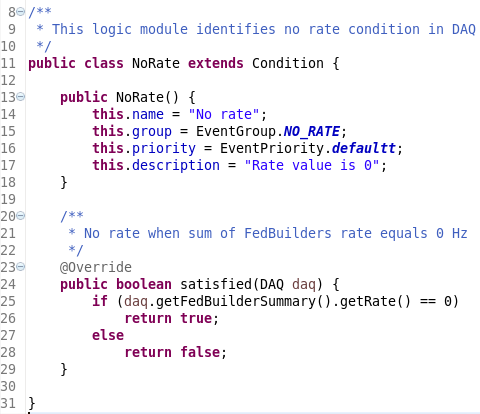 8 /**
9  * This logic module identifies no rate condition in DAQ
10  */
11 public class NoRate extends Condition {
12
13     public NoRate() {
14         this.name = "No rate";
15         this.group = EventGroup.NO_RATE;
16         this.priority = EventPriority.defaultt;
17         this.description = "Rate value is 0";
18     }
19
20     /**
21      * No rate when sum of FedBuilders rate equals 0 Hz
22      */
23     @Override
24     public boolean satisfied(DAQ daq) {
25         if (daq.getFedBuilderSummary().getRate() == 0)
26             return true;
27         else
28             return false;
29     }
30
31 }